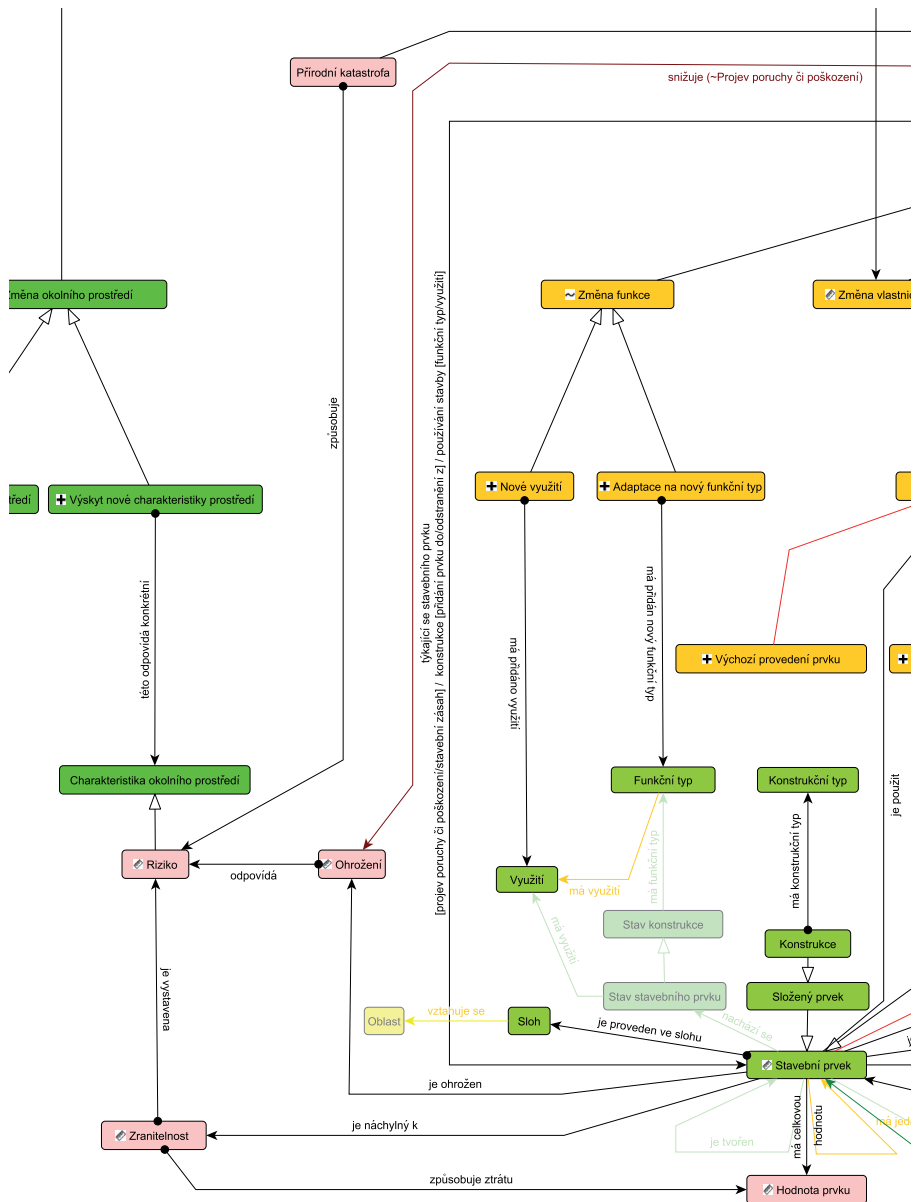 Přírodní katastrofa
snižuje (~Projev poruchy či poškození)
Změna okolního prostředí
Změna funkce
Změna
způsobuje
týkající se stavebního prvku
[projev poruchy či poškození/stavební zásah] / konstrukce [přidání prvku do/odstranění z] / používání stavby [funkční typ/využití]
Výskyt nové charakteristiky prostředí
Nové využití
Adaptace na nový funkční typ
této odpovídá konkrétní
má přidáno využití
má přidán nový funkční typ
Výchozí provedení prvku
Charakteristika okolního prostředí
Funkční typ
Konstrukční typ
je použit
Riziko
odpovídá
Ohrožení
Využití
má využití
má funkční typ
má konstrukční typ
Stav konstrukce
Konstrukce
má využití
je vystavena
Stav stavebního prvku
Složený prvek
Oblast
vztahuje se
Sloh
je proveden ve slohu
nachází se
Stavební prvek
je ohrožen
Zranitelnost
je náchylný k
je tvořen
má celkovou
hodnotu
způsobuje ztrátu
Hodnota prvku